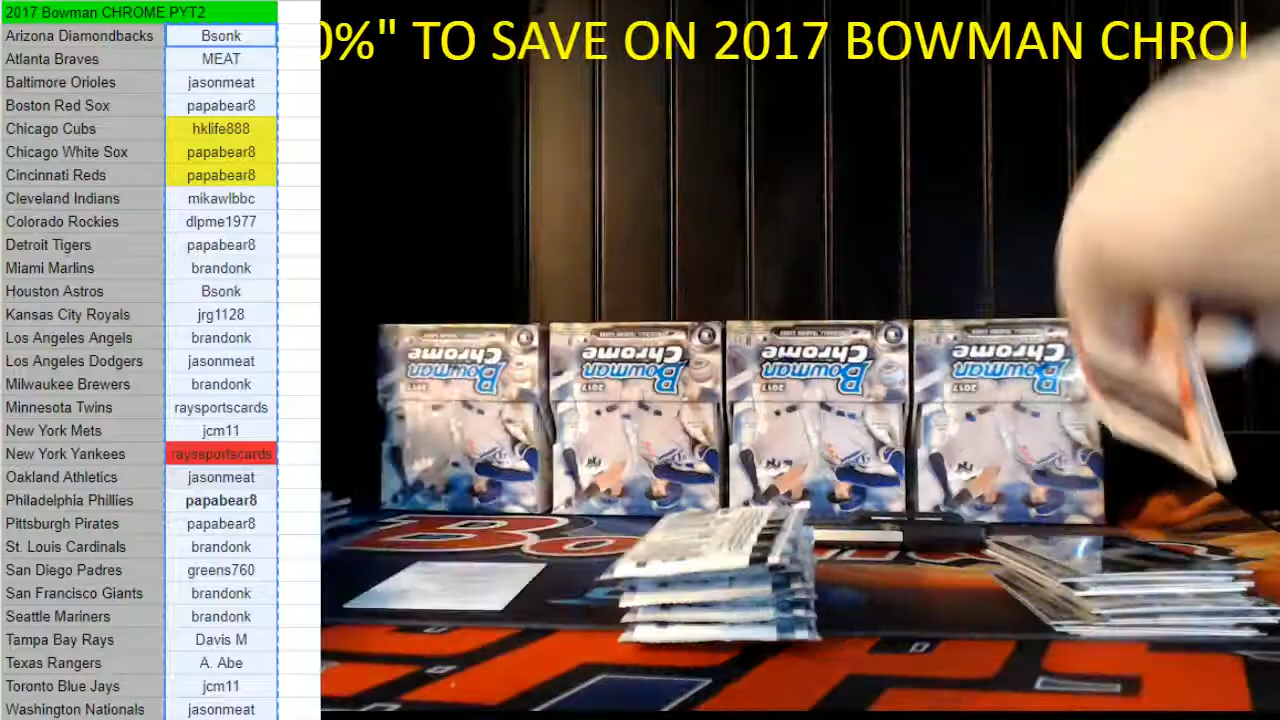 2017 Bowman CHROME PYT2
Arizona Diamondbacks Bsonk
Atlanta Braves MEAT
Baltimore Orioles jasonmeat
Boston Red Sox papabear8
Chicago Cubs hklife888
Chicago White Sox papabear8
Cincinnati Reds papabear8
Cleveland Indians mikawlbbc
Colorado Rockies dlpme1977
Detroit Tigers papabear8
Miami Marlins brandonk
Houston Astros Bsonk
Kansas City Royals jrg1128
Los Angeles Angels brandonk
Los Angeles Dodgers jasonmeat
Milwaukee Brewers brandonk
Minnesota Twins raysportscards
New York Mets jcm11
New York Yankees rayssportscards
Oakland Athletics jasonmeat
Philadelphia Phillies papabear8
Pittsburgh Pirates papabear8
St. Louis Cardinals brandonk
San Diego Padres greens760
San Francisco Giants brandonk
Seattle Mariners brandonk
Tampa Bay Rays Davis M
Texas Rangers A. Abe
Toronto Blue Jays jcm11
Washington Nationals jasonmeat
0%" TO SAVE ON 2017 BOWMAN CHRO
2017 Bowman Chrome
2017 Bowman Chrome
2017 Bowman Chrome
2017 Bowman Chrome